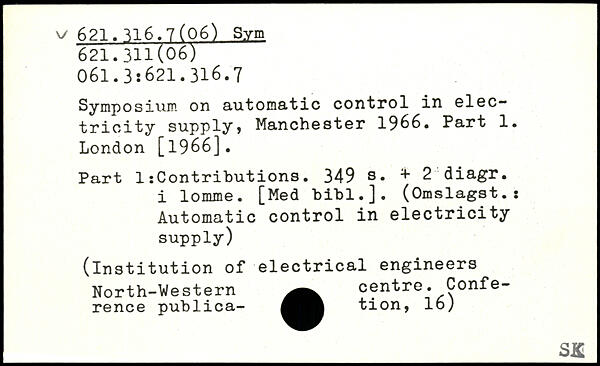 ✓ 621.316.7(06) Sym
621.311(06)
061.3:621.316.7
Symposium on automatic control in elec-
tricity supply, Manchester 1966. Part 1.
London [1966].
Part 1:Contributions. 349 s. + 2 diagr.
i lomme. [Med bibl.]. (Omslagst.:
Automatic control in electricity
supply)
(Institution of electrical engineers
North-Western centre. Confe-
rence publica- tion, 16)
SK